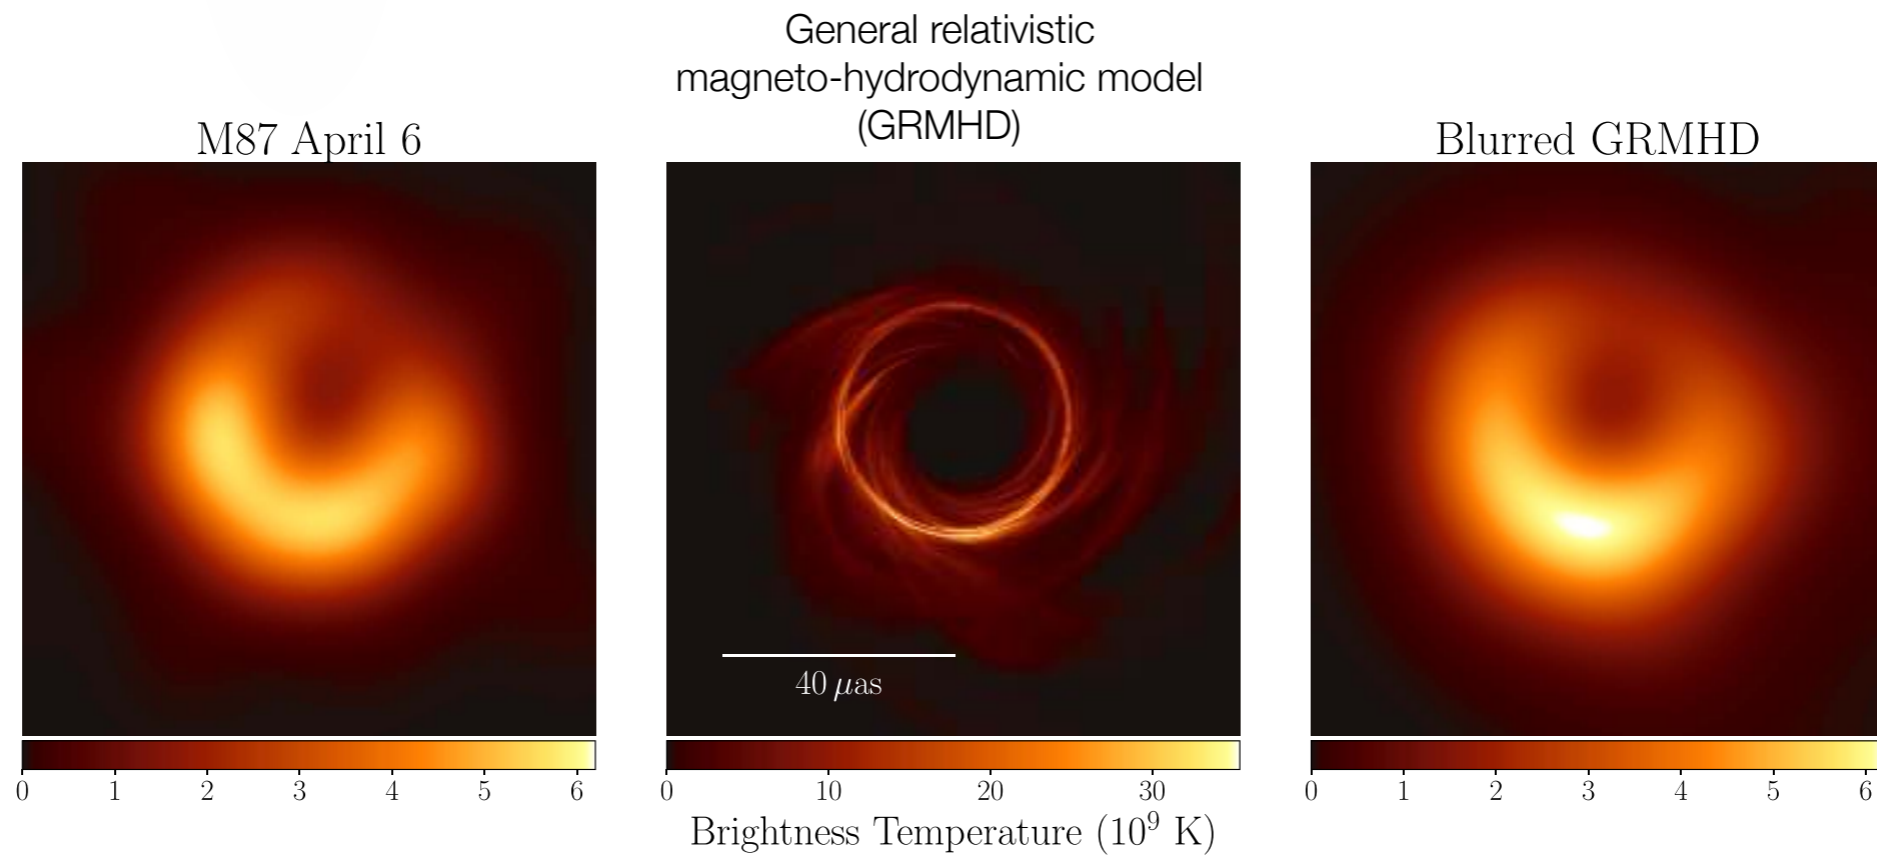 General relativistic
magneto-hydrodynamic model
(GRMHD)
M87 April 6
Blurred GRMHD
40 μas
0 1 2 3 4 5 6
0 10 20 30
0 1 2 3 4 5 6
Brightness Temperature (10⁹ K)